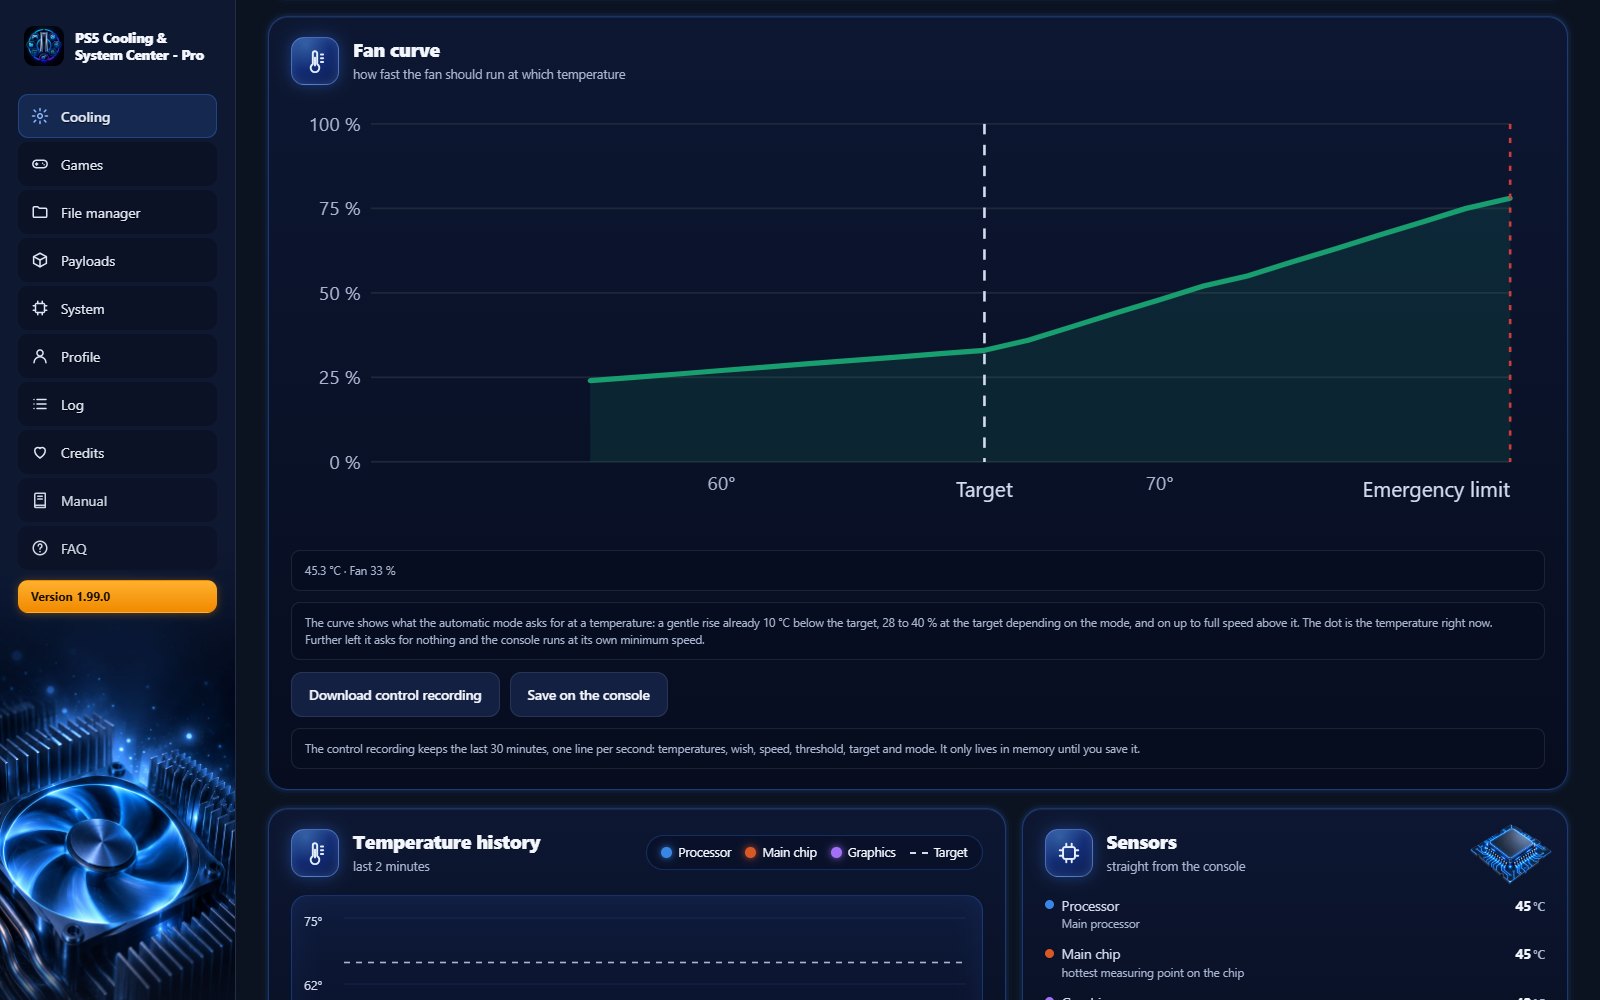 PS5 Cooling &
System Center - Pro
Cooling
Games
File manager
Payloads
System
Profile
Log
Credits
Manual
FAQ
Version 1.99.0
Fan curve
how fast the fan should run at which temperature
100 %
75 %
50 %
25 %
0 %
60°
Target
70°
Emergency limit
45.3 °C · Fan 33 %
The curve shows what the automatic mode asks for at a temperature: a gentle rise already 10 °C below the target, 28 to 40 % at the target depending on the mode, and on up to full speed above it. The dot is the temperature right now.
Further left it asks for nothing and the console runs at its own minimum speed.
Download control recording
Save on the console
The control recording keeps the last 30 minutes, one line per second: temperatures, wish, speed, threshold, target and mode. It only lives in memory until you save it.
Temperature history
last 2 minutes
Processor
Main chip
Graphics
Target
75°
62°
Sensors
straight from the console
Processor
45 °C
Main processor
Main chip
45 °C
hottest measuring point on the chip